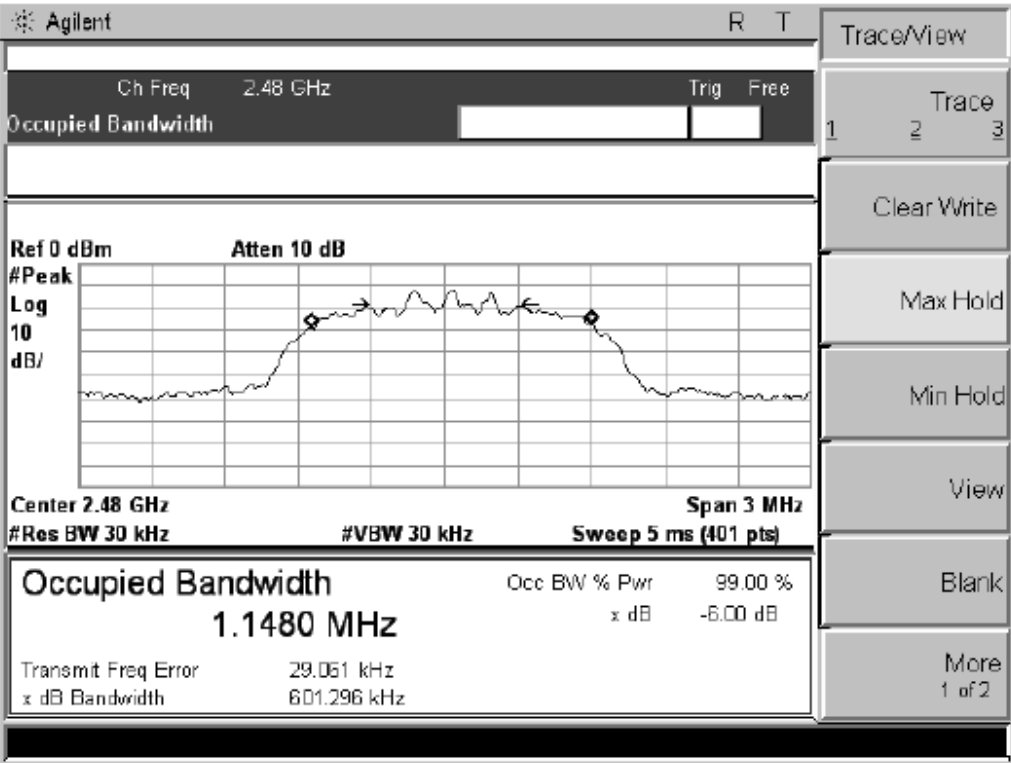 Agilent R T
Trace/View
Ch Freq 2.48 GHz Trig Free
Occupied Bandwidth
Trace
1 2 3
Clear Write
Ref 0 dBm Atten 10 dB
#Peak
Log
10
dB/
Max Hold
Min Hold
Center 2.48 GHz Span 3 MHz
#Res BW 30 kHz #VBW 30 kHz Sweep 5 ms (401 pts)
View
Occupied Bandwidth
1.1480 MHz
Occ BW % Pwr 99.00 %
x dB -6.00 dB
Transmit Freq Error 29.061 kHz
x dB Bandwidth 601.296 kHz
Blank
More
1 of 2